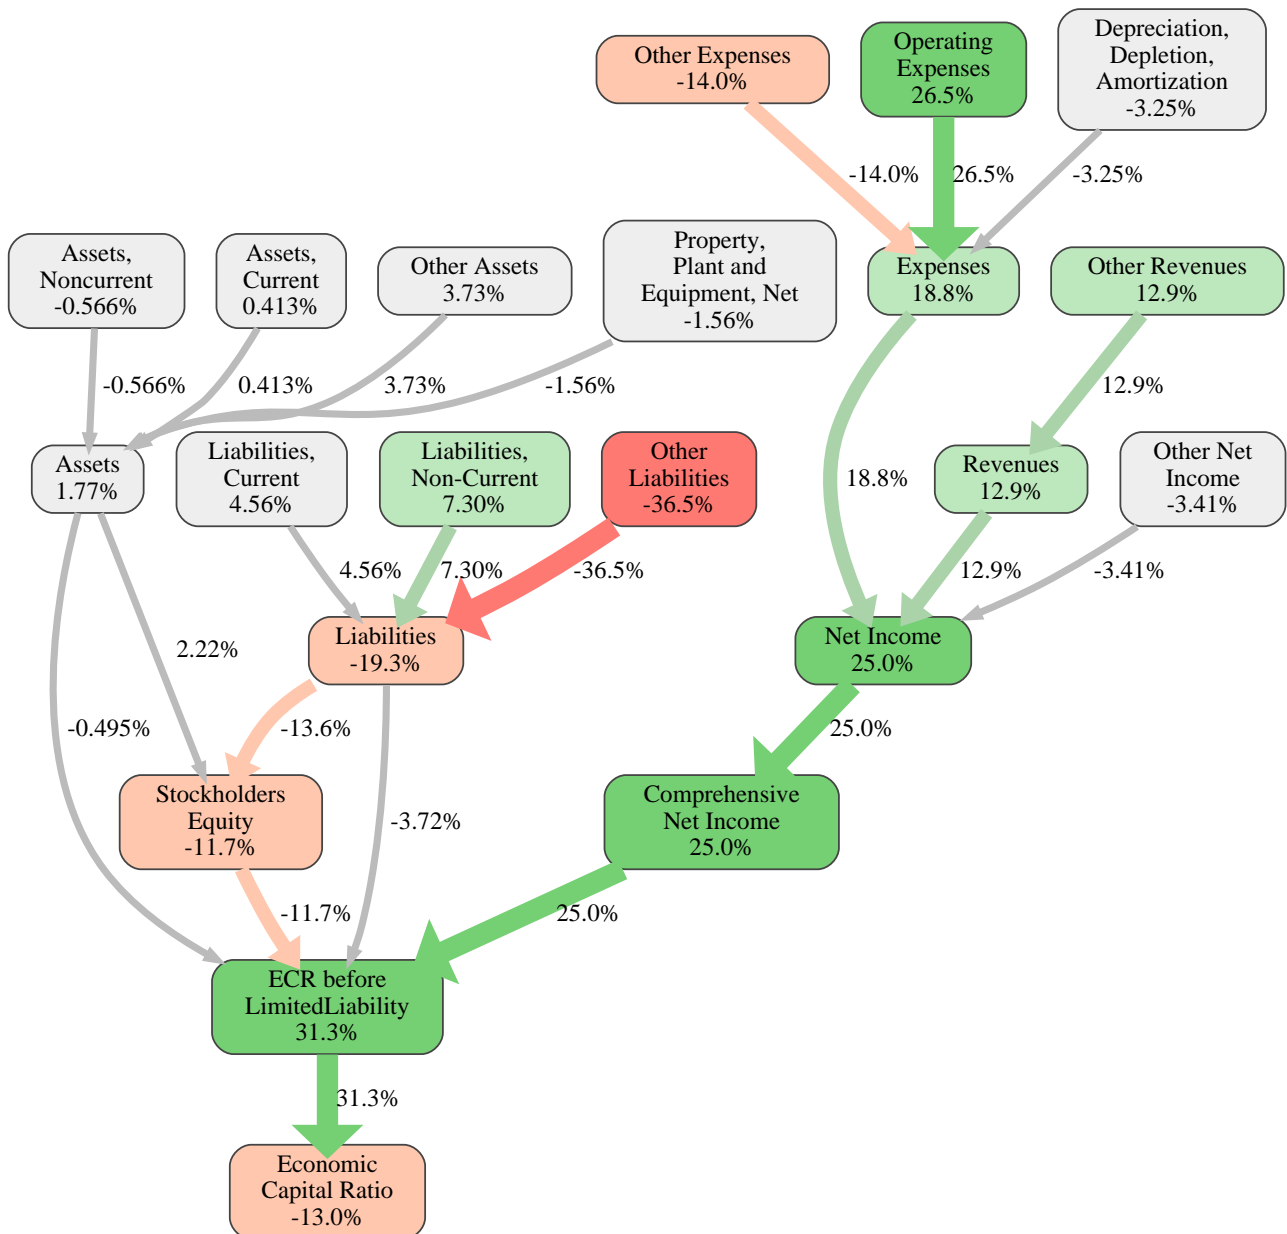 Other Expenses
-14.0%
Operating
Expenses
26.5%
Depreciation,
Depletion,
Amortization
-3.25%
-14.0%
26.5%
-3.25%
Assets,
Noncurrent
-0.566%
Assets,
Current
0.413%
Other Assets
3.73%
Property,
Plant and
Equipment, Net
-1.56%
Expenses
18.8%
Other Revenues
12.9%
-0.566%
0.413%
3.73%
-1.56%
12.9%
Assets
1.77%
Liabilities,
Current
4.56%
Liabilities,
Non-Current
7.30%
Other
Liabilities
-36.5%
18.8%
Revenues
12.9%
Other Net
Income
-3.41%
4.56%
7.30%
-36.5%
12.9%
-3.41%
2.22%
Liabilities
-19.3%
Net Income
25.0%
-0.495%
-13.6%
25.0%
Stockholders
Equity
-11.7%
-3.72%
Comprehensive
Net Income
25.0%
-11.7%
25.0%
ECR before
LimitedLiability
31.3%
31.3%
Economic
Capital Ratio
-13.0%